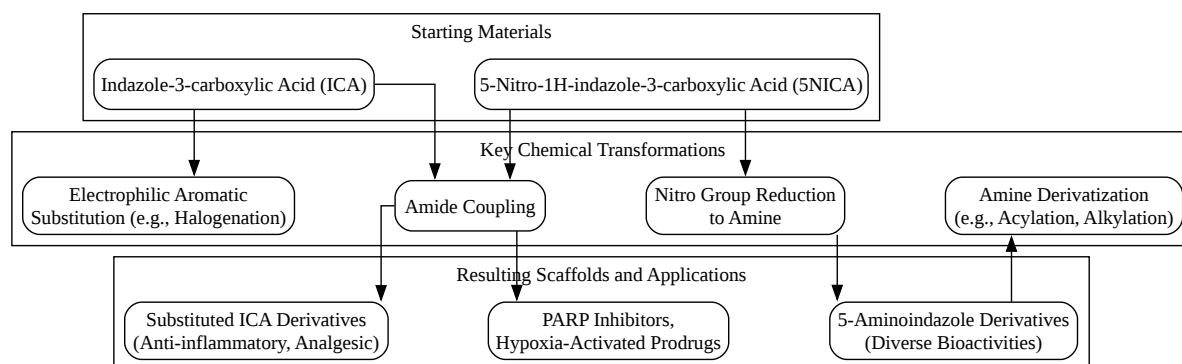 Starting Materials
Indazole-3-carboxylic Acid (ICA)
5-Nitro-1H-indazole-3-carboxylic Acid (5NICA)
Key Chemical Transformations
Electrophilic Aromatic
Substitution (e.g., Halogenation)
Amide Coupling
Nitro Group Reduction
to Amine
Amine Derivatization
(e.g., Acylation, Alkylation)
Resulting Scaffolds and Applications
Substituted ICA Derivatives
(Anti-inflammatory, Analgesic)
PARP Inhibitors,
Hypoxia-Activated Prodrugs
5-Aminoindazole Derivatives
(Diverse Bioactivities)